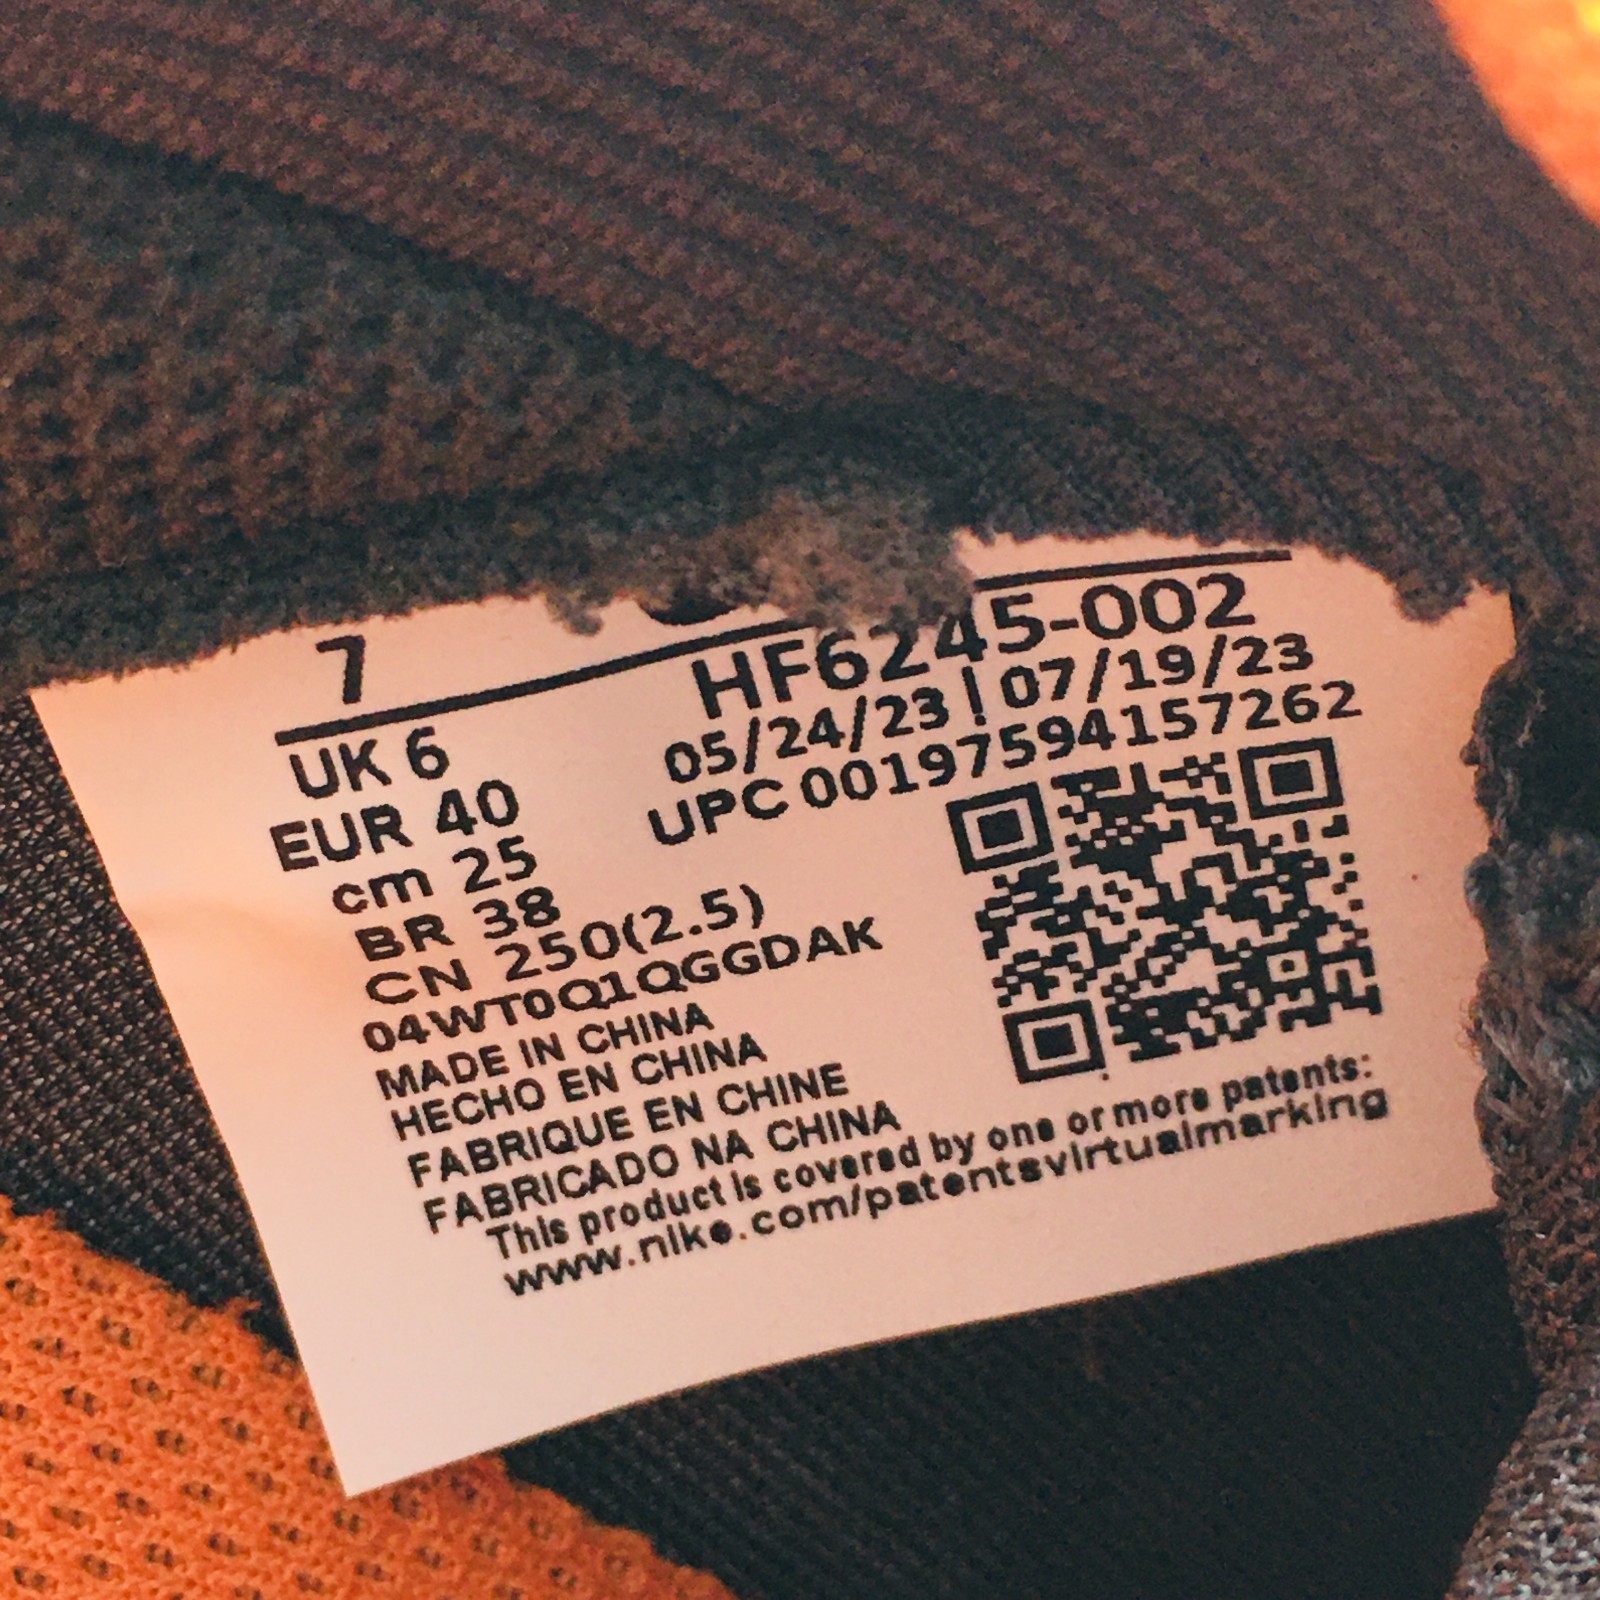 7
HF6245-002
UK 6
05/24/23 | 07/19/23
EUR 40
UPC 00197594157262
cm 25
BR 38
CN 250(2.5)
04WT0Q1QGGDAK
MADE IN CHINA
HECHO EN CHINA
FABRIQUE EN CHINE
FABRICADO NA CHINA
This product is covered by one or more patents:
www.nike.com/patentsvirtualmarking